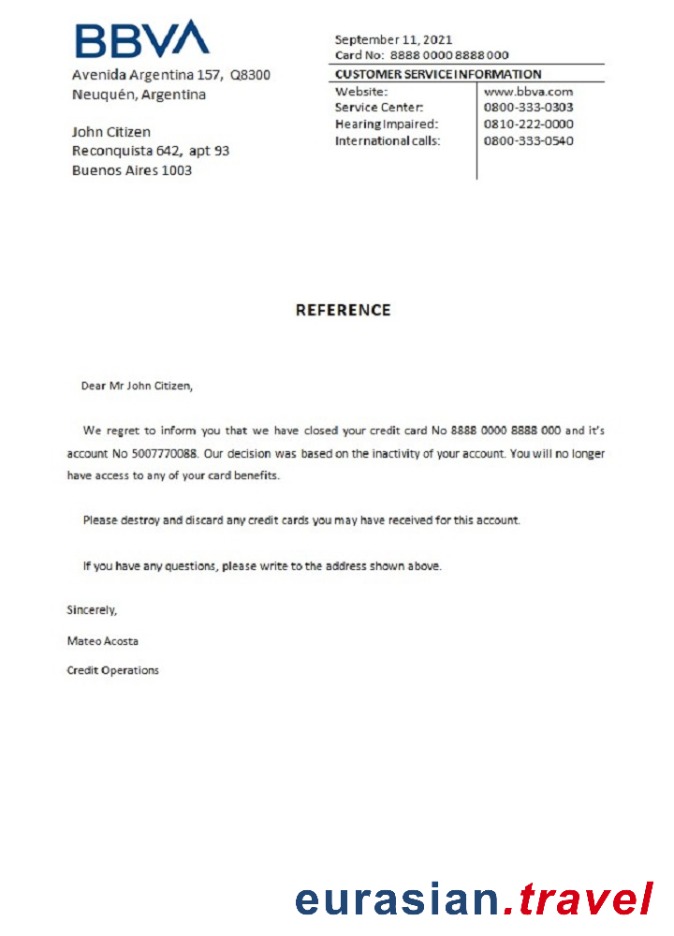 BBVA
Avenida Argentina 157, Q8300
Neuquén, Argentina
John Citizen
Reconquista 642, apt 93
Buenos Aires 1003
September 11, 2021
Card No: 8888 0000 8888 000
CUSTOMER SERVICE INFORMATION
Website: www.bbva.com
Service Center: 0800-333-0303
Hearing Impaired: 0810-222-0000
International calls: 0800-333-0540
REFERENCE
Dear Mr John Citizen,
We regret to inform you that we have closed your credit card No 8888 0000 8888 000 and it's
account No 5007770088. Our decision was based on the inactivity of your account. You will no longer
have access to any of your card benefits.
Please destroy and discard any credit cards you may have received for this account.
If you have any questions, please write to the address shown above.
Sincerely,
Mateo Acosta
Credit Operations
eurasian.travel